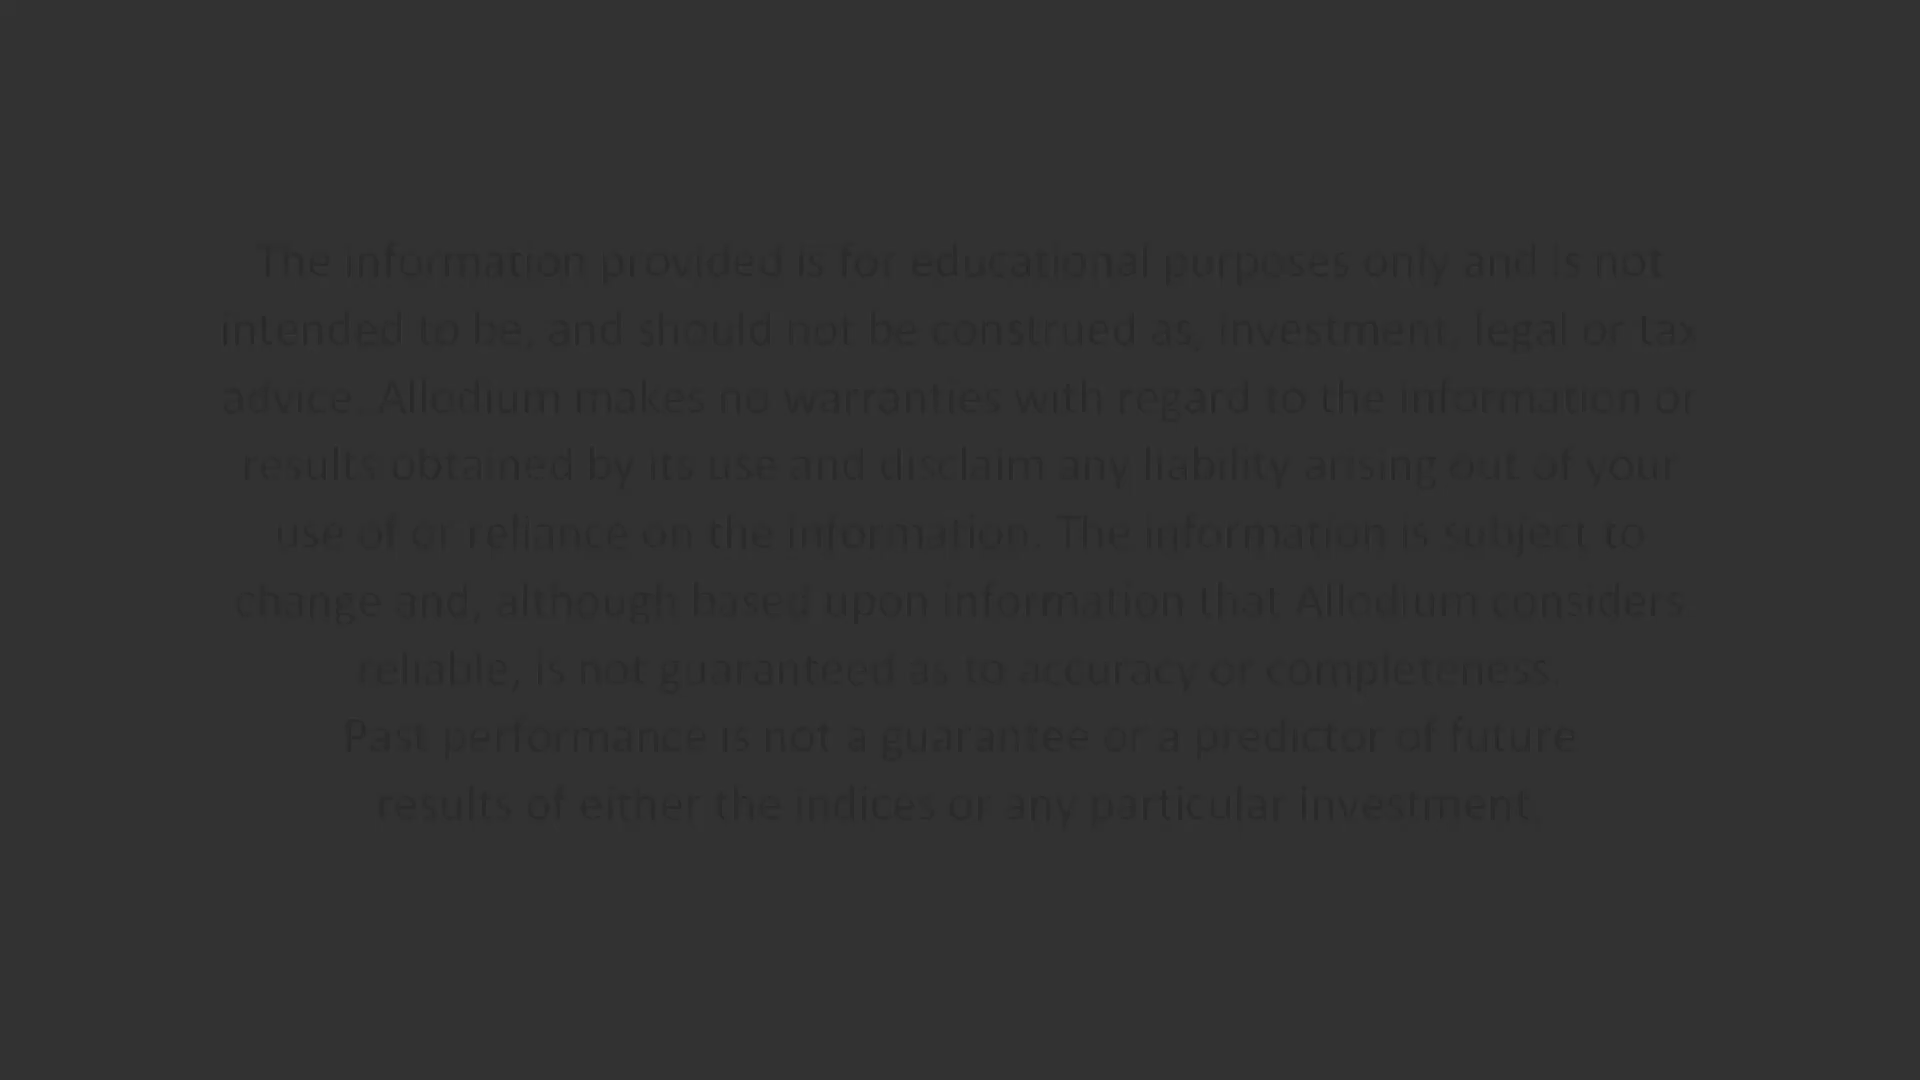 The information provided is for educational purposes only and is not
intended to be, and should not be construed as, investment, legal or tax
advice. Allodium makes no warranties with regard to the information or
results obtained by its use and disclaim any liability arising out of your
use of or reliance on the information. The information is subject to
change and, although based upon information that Allodium considers
reliable, is not guaranteed as to accuracy or completeness.
Past performance is not a guarantee or a predictor of future
results of either the indices or any particular investment.